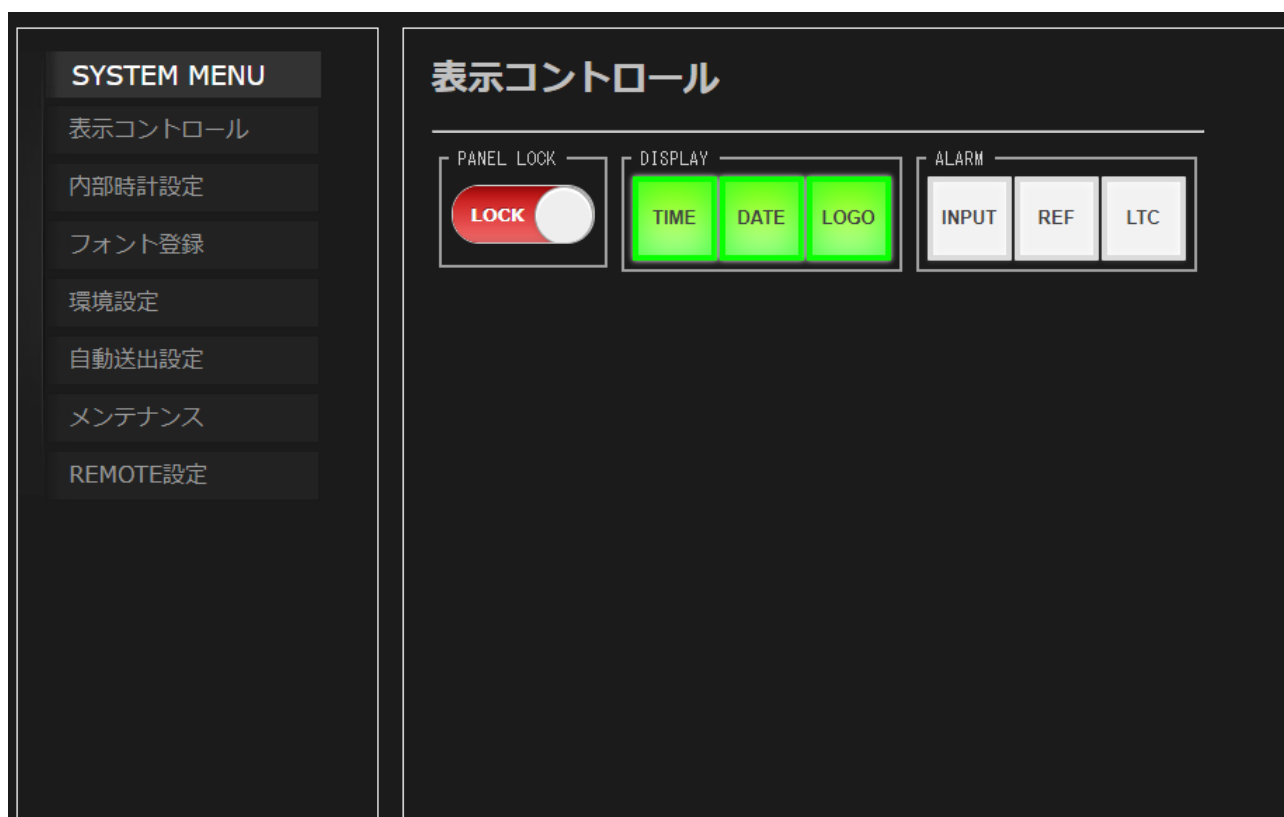 SYSTEM MENU
表示コントロール
内部時計設定
フォント登録
環境設定
自動送出設定
メンテナンス
REMOTE設定
表示コントロール
PANEL LOCK
LOCK
DISPLAY
TIME DATE LOGO
ALARM
INPUT REF LTC